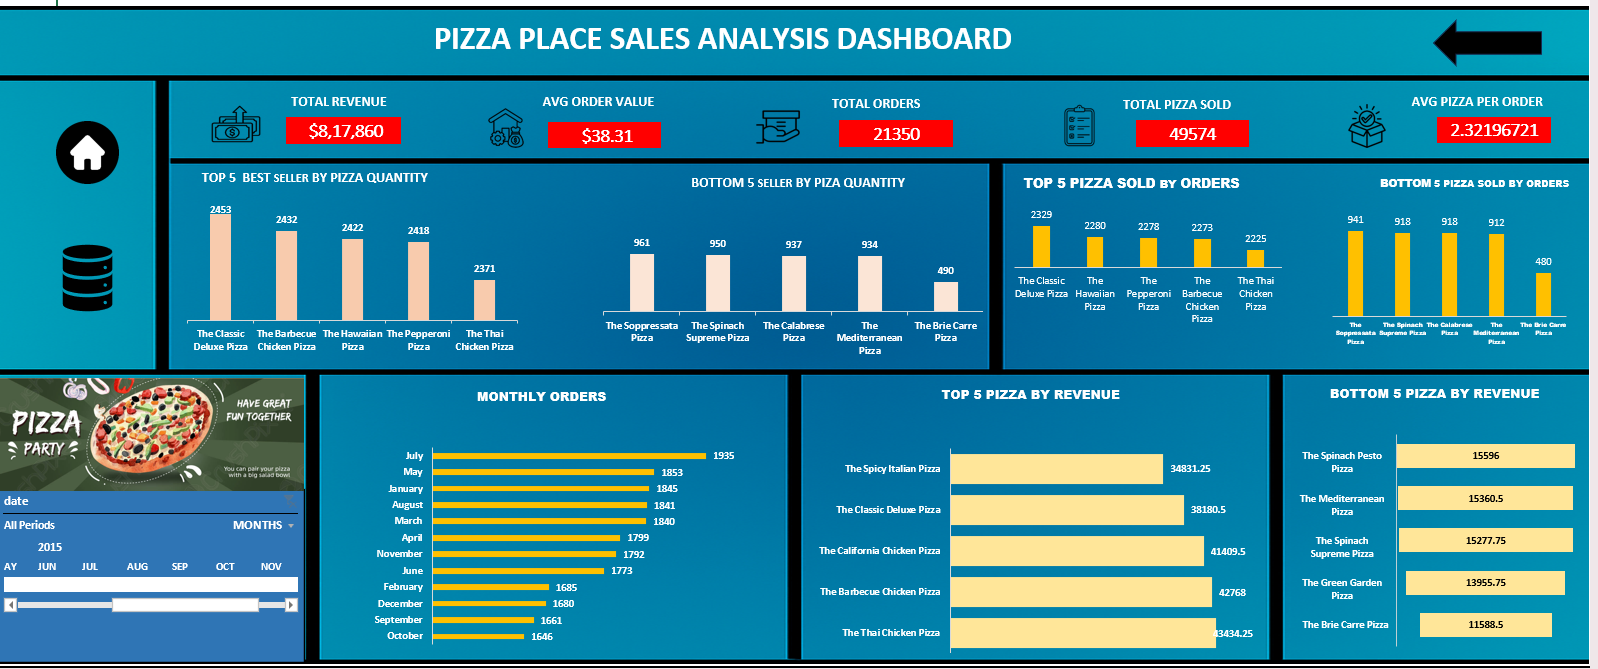 PIZZA PLACE SALES ANALYSIS DASHBOARD
TOTAL REVENUE
$8,17,860
AVG ORDER VALUE
$38.31
TOTAL ORDERS
21350
TOTAL PIZZA SOLD
49574
AVG PIZZA PER ORDER
2.32196721
TOP 5 BEST SELLER BY PIZZA QUANTITY
2453
2432
2422
2418
2371
The Classic
Deluxe Pizza
The Barbecue
Chicken Pizza
The Hawaiian
Pizza
The Pepperoni
Pizza
The Thai
Chicken Pizza
BOTTOM 5 SELLER BY PIZA QUANTITY
961
950
937
934
490
The Soppressata
Pizza
The Spinach
Supreme Pizza
The Calabrese
Pizza
The
Mediterranean
Pizza
The Brie Carre
Pizza
TOP 5 PIZZA SOLD BY ORDERS
2329
2280
2278
2273
2225
The Classic
Deluxe Pizza
The
Hawaiian
Pizza
The
Pepperoni
Pizza
The
Barbecue
Chicken
Pizza
The Thai
Chicken
Pizza
BOTTOM 5 PIZZA SOLD BY ORDERS
941
918
918
912
480
The
Soppressata
Pizza
The Spinach
Supreme Pizza
The Calabrese
Pizza
The
Mediterranean
Pizza
The Brie Carre
Pizza
PIZZA
PARTY
HAVE GREAT
FUN TOGETHER
You can pair your pizza
with a big salad bowl
date
All Periods
MONTHS
2015
AY JUN JUL AUG SEP OCT NOV
MONTHLY ORDERS
July 1935
May 1853
January 1845
August 1841
March 1840
April 1799
November 1792
June 1773
February 1685
December 1680
September 1661
October 1646
TOP 5 PIZZA BY REVENUE
The Spicy Italian Pizza 34831.25
The Classic Deluxe Pizza 38180.5
The California Chicken Pizza 41409.5
The Barbecue Chicken Pizza 42768
The Thai Chicken Pizza 43434.25
BOTTOM 5 PIZZA BY REVENUE
The Spinach Pesto
Pizza
15596
The Mediterranean
Pizza
15360.5
The Spinach
Supreme Pizza
15277.75
The Green Garden
Pizza
13955.75
The Brie Carre Pizza
11588.5